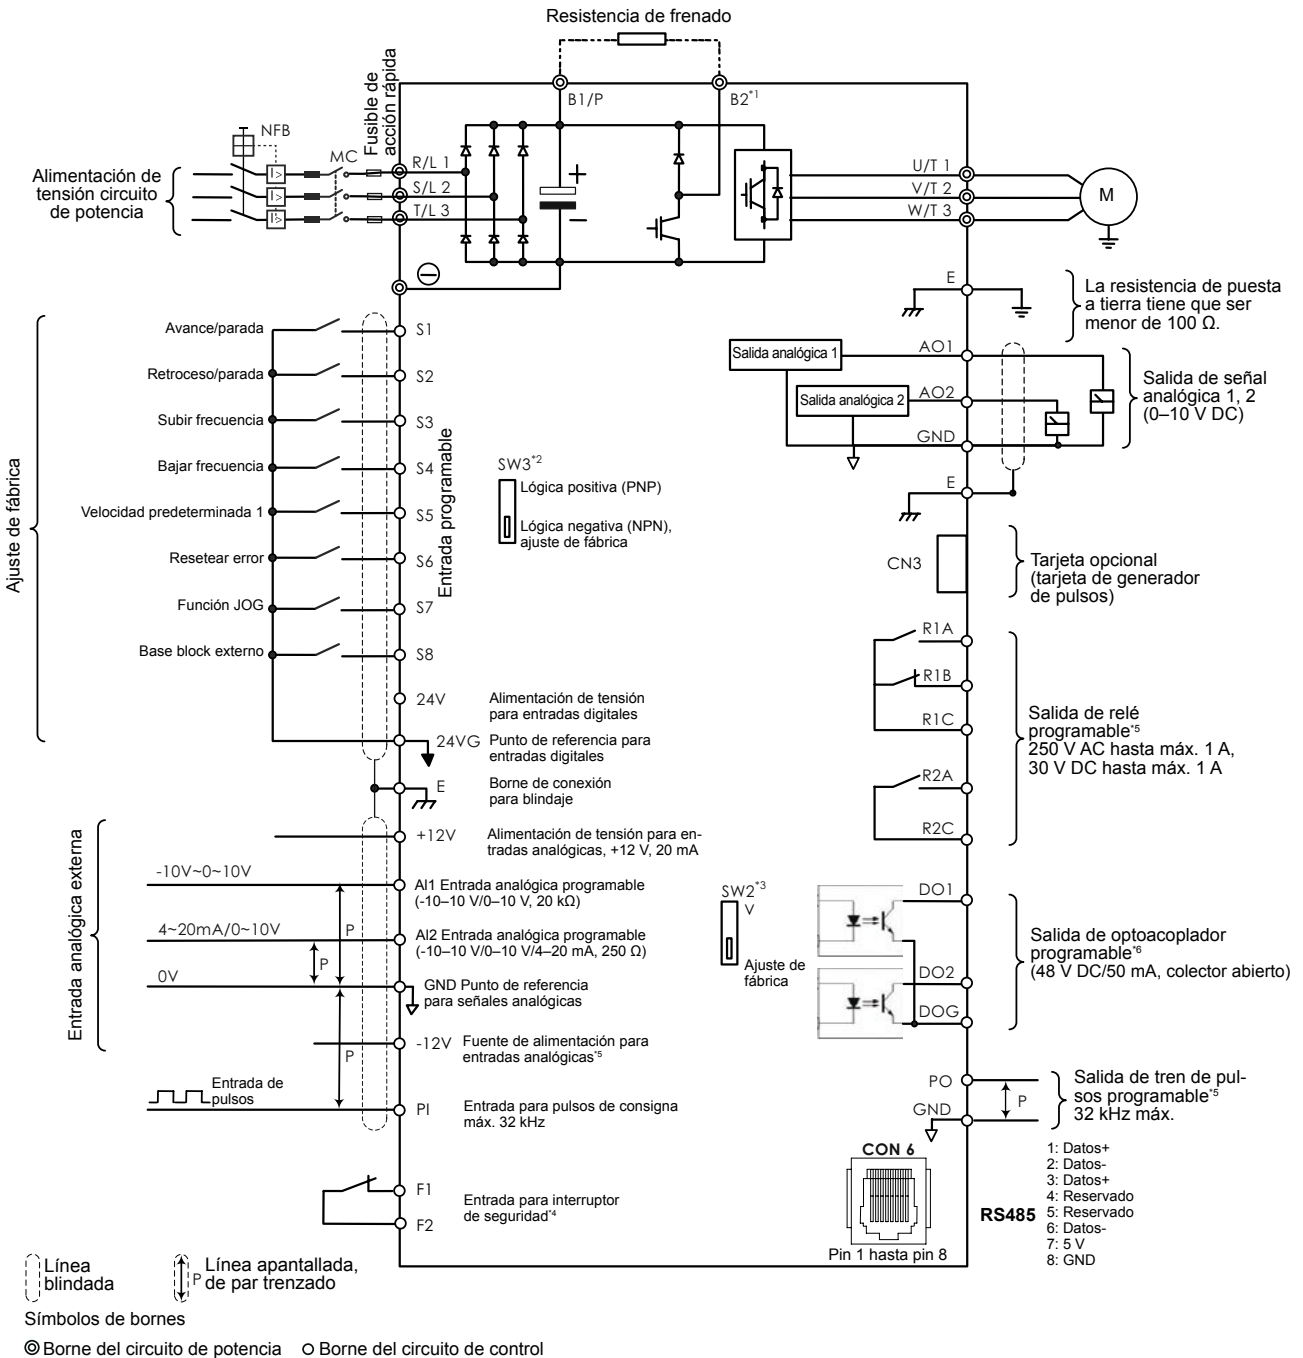 Resistencia de frenado
Fusible de
acción rápida
B1/P
B2*1
NFB
MC
Alimentación de
tensión circuito
de potencia
R/L 1
S/L 2
T/L 3
I>
I>
I>
+
−
U/T 1
V/T 2
W/T 3
M
E
La resistencia de puesta
a tierra tiene que ser
menor de 100 Ω.
Ajuste de fábrica
Avance/parada
S1
Retroceso/parada
S2
Subir frecuencia
S3
Bajar frecuencia
S4
Velocidad predeterminada 1
S5
Resetear error
S6
Función JOG
S7
Base block externo
S8
Entrada programable
SW3*2
Lógica positiva (PNP)
Lógica negativa (NPN),
ajuste de fábrica
24V
Alimentación de tensión
para entradas digitales
24VG
Punto de referencia para
entradas digitales
E
Borne de conexión
para blindaje
Entrada analógica externa
+12V
Alimentación de tensión para en-
tradas analógicas, +12 V, 20 mA
-10V~0~10V
AI1 Entrada analógica programable
(-10–10 V/0–10 V, 20 kΩ)
4~20mA/0~10V
AI2 Entrada analógica programable
(-10–10 V/0–10 V/4–20 mA, 250 Ω)
P
P
0V
GND Punto de referencia
para señales analógicas
-12V
Fuente de alimentación para
entradas analógicas*5
P
Entrada de
pulsos
PI
Entrada para pulsos de consigna
máx. 32 kHz
F1
F2
Entrada para interruptor
de seguridad*4
Salida analógica 1
AO1
Salida analógica 2
AO2
GND
E
Salida de señal
analógica 1, 2
(0–10 V DC)
CN3
Tarjeta opcional
(tarjeta de generador
de pulsos)
R1A
R1B
R1C
R2A
R2C
Salida de relé
programable*5
250 V AC hasta máx. 1 A,
30 V DC hasta máx. 1 A
SW2*3
V
Ajuste de
fábrica
DO1
DO2
DOG
Salida de optoacoplador
programable*6
(48 V DC/50 mA, colector abierto)
PO
GND
P
Salida de tren de pul-
sos programable*5
32 kHz máx.
CON 6
Pin 1 hasta pin 8
RS485
1: Datos+
2: Datos-
3: Datos+
4: Reservado
5: Reservado
6: Datos-
7: 5 V
8: GND
Línea
blindada
P
Línea apantallada,
de par trenzado
Símbolos de bornes
Borne del circuito de potencia
Borne del circuito de control